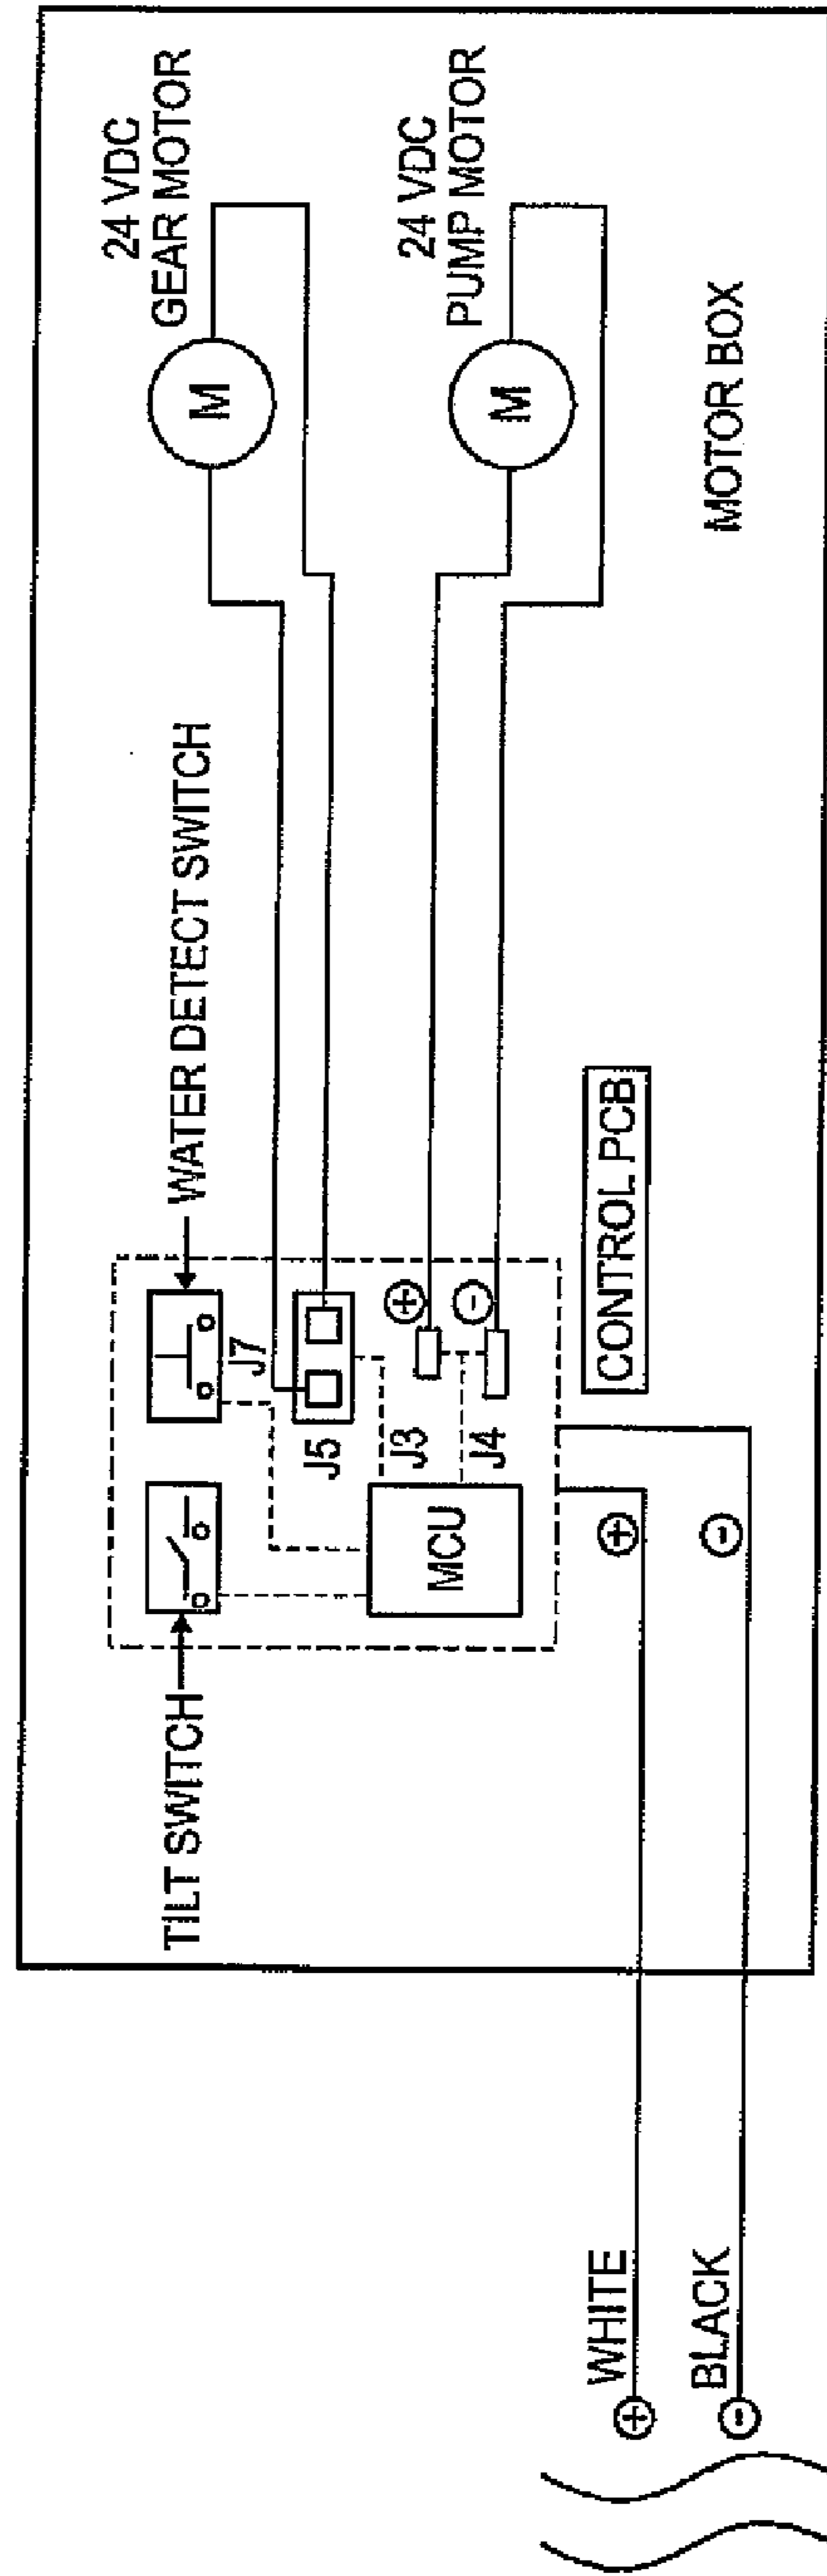 24 VDC
GEAR MOTOR
M
24 VDC
PUMP MOTOR
M
MOTOR BOX
WATER DETECT SWITCH
TILT SWITCH
J7
J5
J3
J4
+
-
MCU
CONTROL PCB
+
-
WHITE
+
BLACK
-